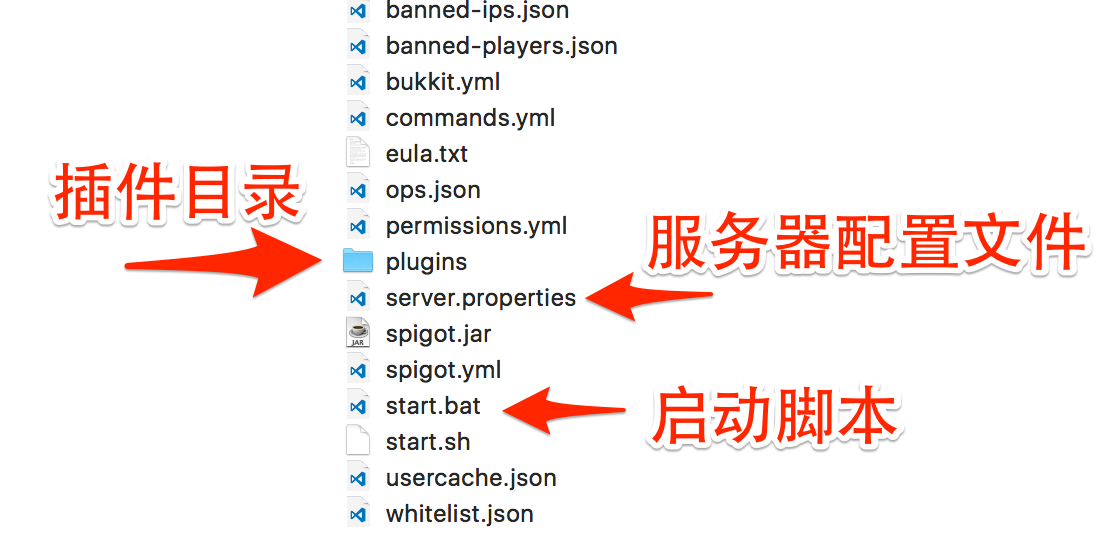 banned-ips.json
banned-players.json
bukkit.yml
commands.yml
eula.txt
插件目录
ops.json
permissions.yml
服务器配置文件
plugins
server.properties
JAR
spigot.jar
spigot.yml
start.bat
启动脚本
start.sh
usercache.json
whitelist.json